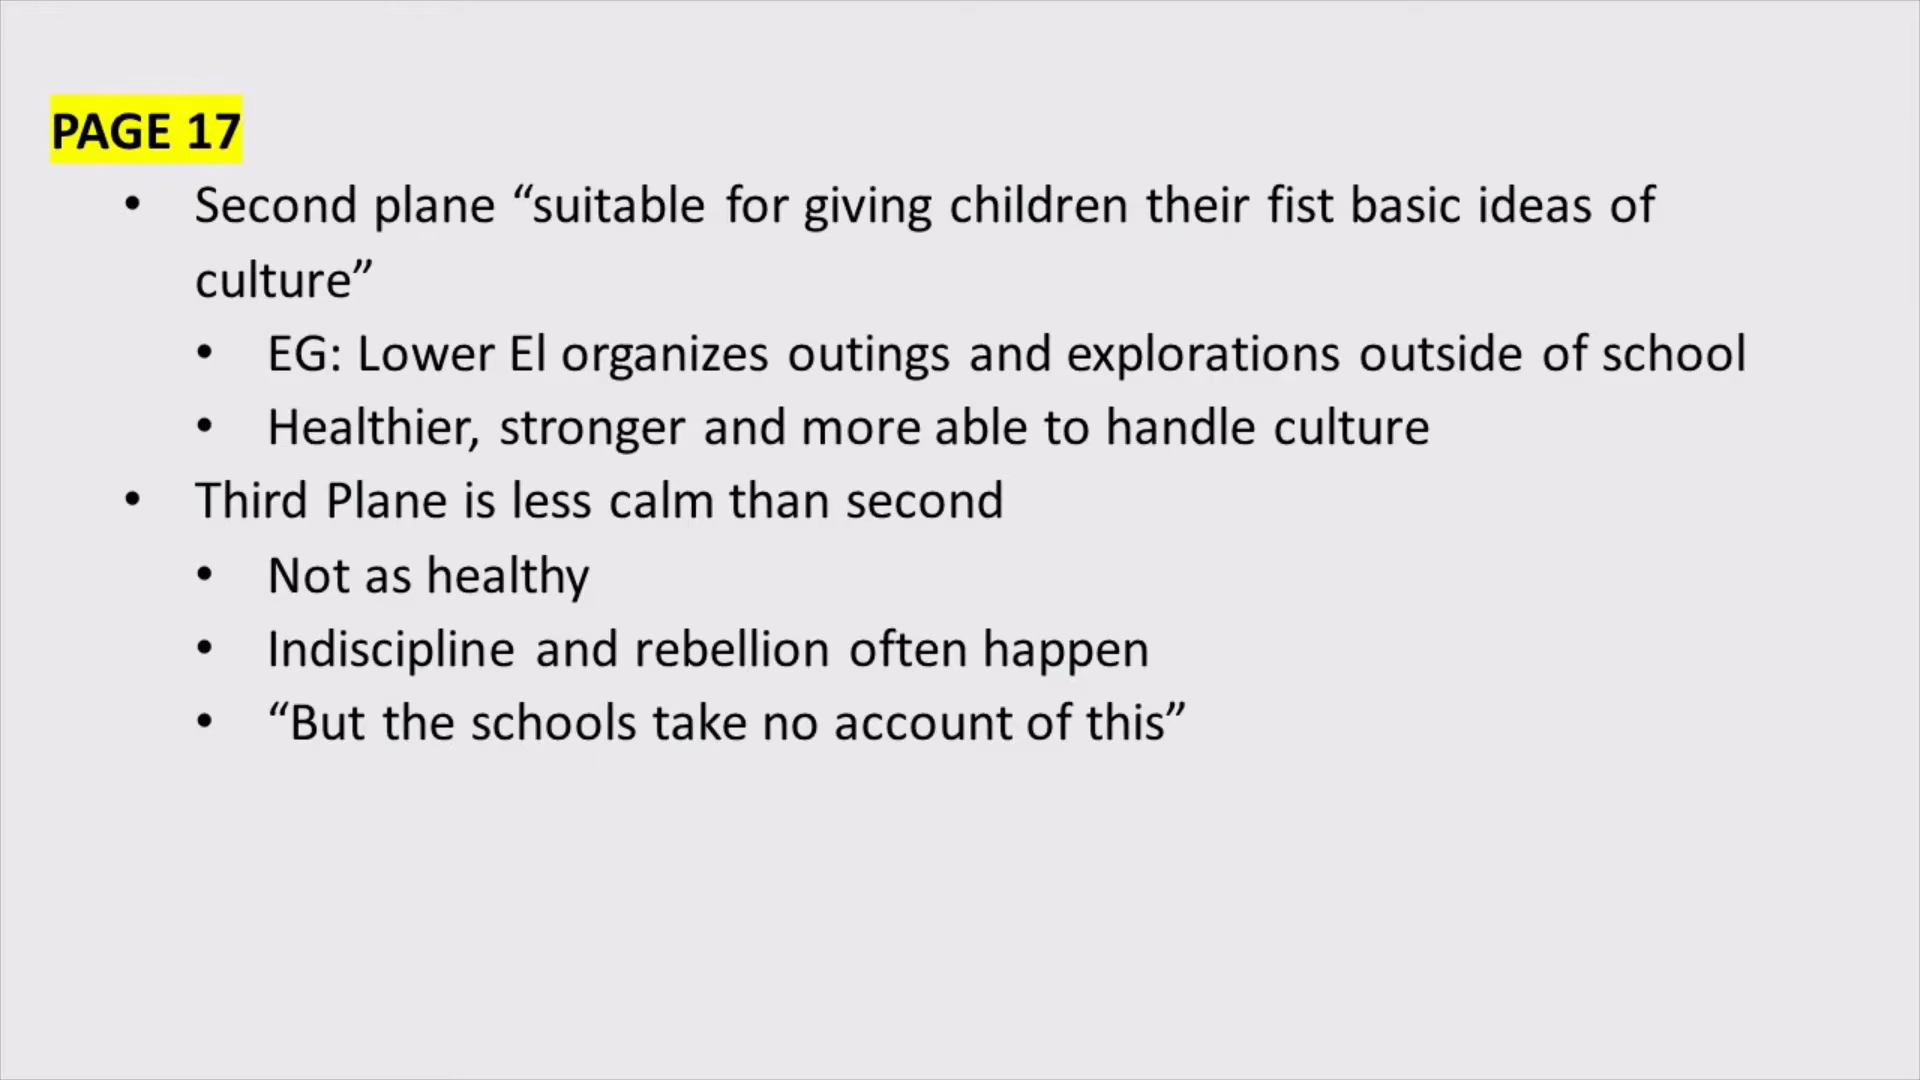 PAGE 17
• Second plane “suitable for giving children their fist basic ideas of
culture”
• EG: Lower El organizes outings and explorations outside of school
• Healthier, stronger and more able to handle culture
• Third Plane is less calm than second
• Not as healthy
• Indiscipline and rebellion often happen
• “But the schools take no account of this”